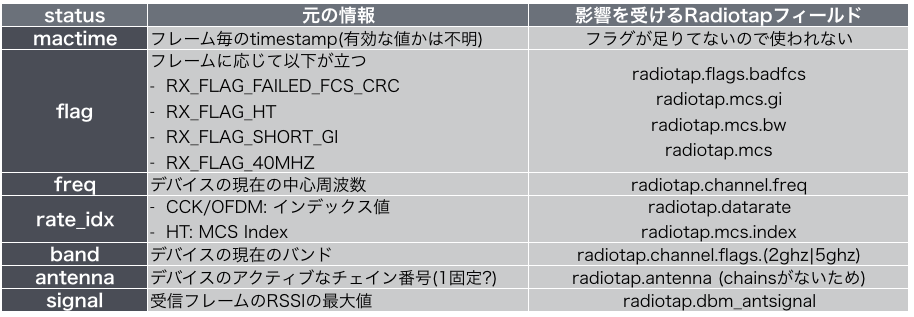 status 元の情報 影響を受けるRadiotapフィールド
mactime フレーム毎のtimestamp(有効な値かは不明) フラグが足りてないので使われない
flag
フレームに応じて以下が立つ
- RX_FLAG_FAILED_FCS_CRC
- RX_FLAG_HT
- RX_FLAG_SHORT_GI
- RX_FLAG_40MHZ
radiotap.flags.badfcs
radiotap.mcs.gi
radiotap.mcs.bw
radiotap.mcs
freq デバイスの現在の中心周波数 radiotap.channel.freq
rate_idx
- CCK/OFDM: インデックス値
- HT: MCS Index
radiotap.datarate
radiotap.mcs.index
band デバイスの現在のバンド radiotap.channel.flags.(2ghz|5ghz)
antenna デバイスのアクティブなチェイン番号(1固定?) radiotap.antenna (chainsがないため)
signal 受信フレームのRSSIの最大値 radiotap.dbm_antsignal